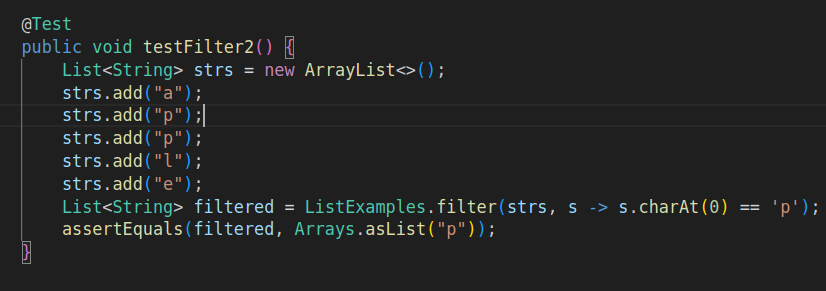 @Test
public void testFilter2() {
    List<String> strs = new ArrayList<>();
    strs.add("a");
    strs.add("p");
    strs.add("p");
    strs.add("l");
    strs.add("e");
    List<String> filtered = ListExamples.filter(strs, s -> s.charAt(0) == 'p');
    assertEquals(filtered, Arrays.asList("p"));
}